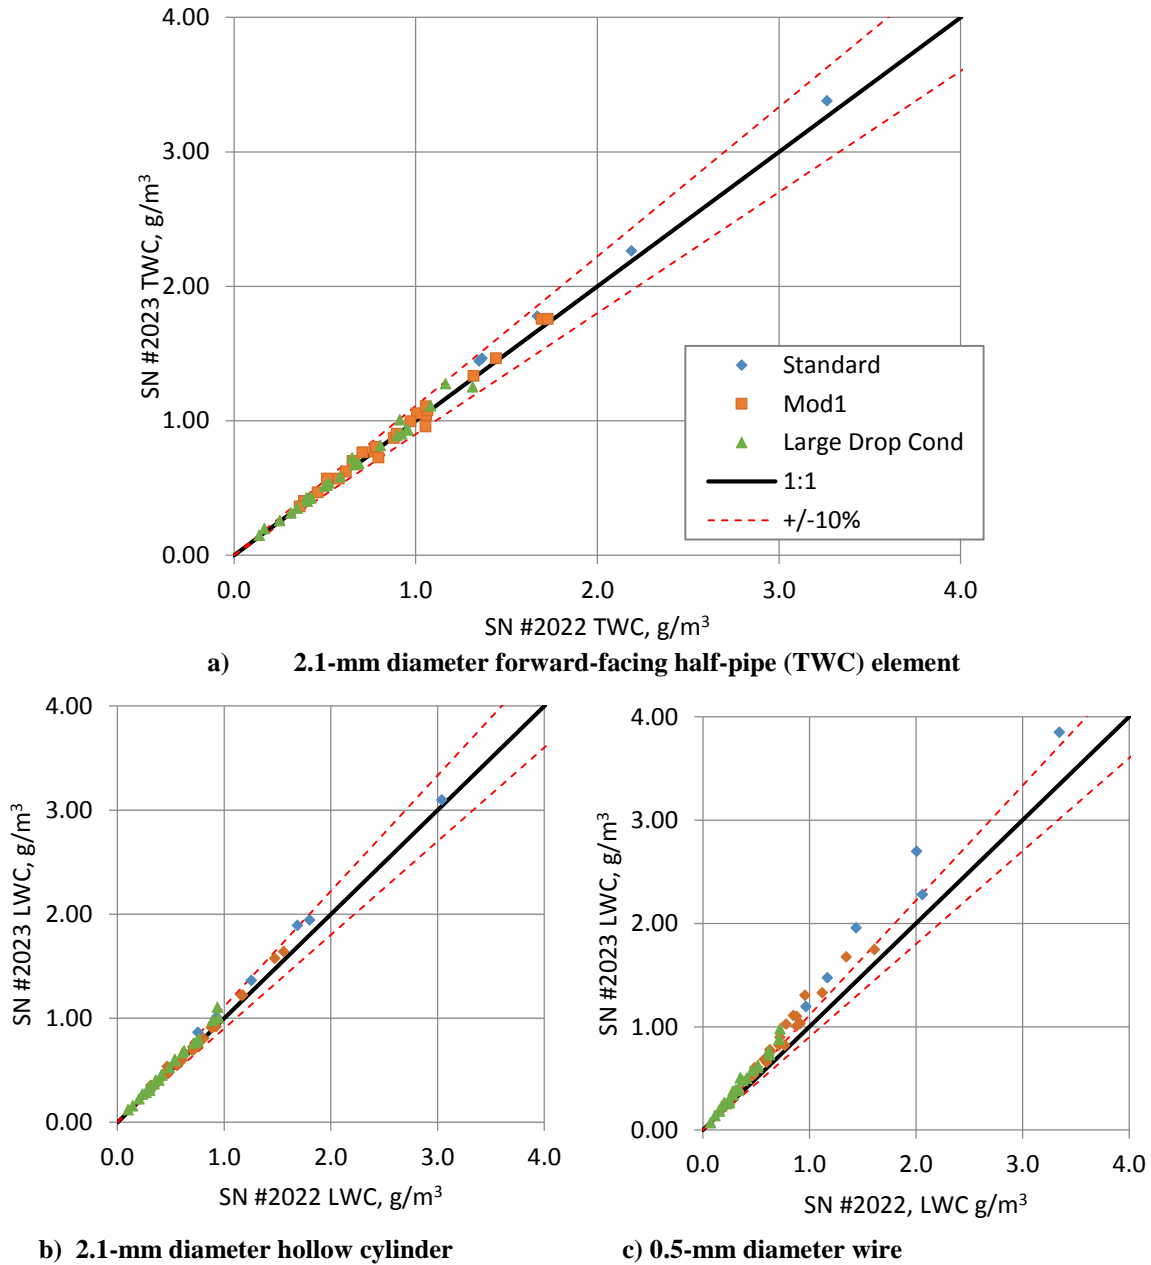 4.00
3.00
2.00
1.00
0.00
SN #2023 TWC, g/m³
Standard
Mod1
Large Drop Cond
1:1
+/-10%
0.0 1.0 2.0 3.0 4.0
SN #2022 TWC, g/m³
a) 2.1-mm diameter forward-facing half-pipe (TWC) element
4.00
3.00
2.00
1.00
0.00
SN #2023 LWC, g/m³
0.0 1.0 2.0 3.0 4.0
SN #2022 LWC, g/m³
b) 2.1-mm diameter hollow cylinder
4.00
3.00
2.00
1.00
0.00
SN #2023 LWC, g/m³
0.0 1.0 2.0 3.0 4.0
SN #2022, LWC g/m³
c) 0.5-mm diameter wire